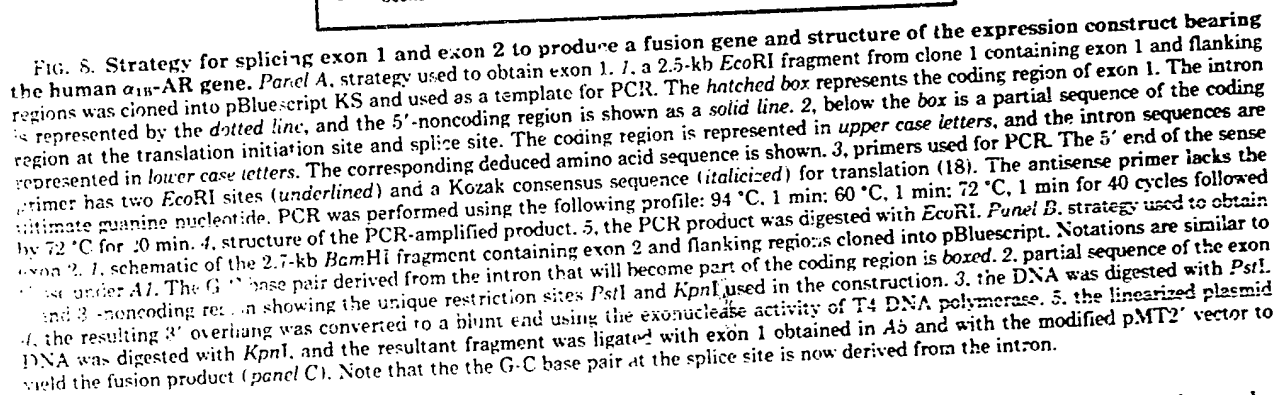 FIG. 8. Strategy for splicing exon 1 and exon 2 to produce a fusion gene and structure of the expression construct bearing
the human α1B-AR gene. Panel A, strategy used to obtain exon 1. 1, a 2.5-kb EcoRI fragment from clone 1 containing exon 1 and flanking
regions was cloned into pBluescript KS and used as a template for PCR. The hatched box represents the coding region of exon 1. The intron
is represented by the dotted line, and the 5'-noncoding region is shown as a solid line. 2, below the box is a partial sequence of the coding
region at the translation initiation site and splice site. The coding region is represented in upper case letters, and the intron sequences are
represented in lower case letters. The corresponding deduced amino acid sequence is shown. 3, primers used for PCR. The 5' end of the sense
primer has two EcoRI sites (underlined) and a Kozak consensus sequence (italicized) for translation (18). The antisense primer lacks the
ultimate guanine nucleotide. PCR was performed using the following profile: 94 °C, 1 min; 60 °C, 1 min; 72 °C, 1 min for 40 cycles followed
by 72 °C for 10 min. 4, structure of the PCR-amplified product. 5, the PCR product was digested with EcoRI. Panel B, strategy used to obtain
exon 2. 1, schematic of the 2.7-kb BamHI fragment containing exon 2 and flanking regions cloned into pBluescript. Notations are similar to
under A1. The G base pair derived from the intron that will become part of the coding region is boxed. 2, partial sequence of the exon
and 3'-noncoding region showing the unique restriction sites PstI and KpnI used in the construction. 3, the DNA was digested with PstI.
4, the resulting 3' overhang was converted to a blunt end using the exonuclease activity of T4 DNA polymerase. 5, the linearized plasmid
DNA was digested with KpnI, and the resultant fragment was ligated with exon 1 obtained in A5 and with the modified pMT2' vector to
yield the fusion product (panel C). Note that the the G-C base pair at the splice site is now derived from the intron.